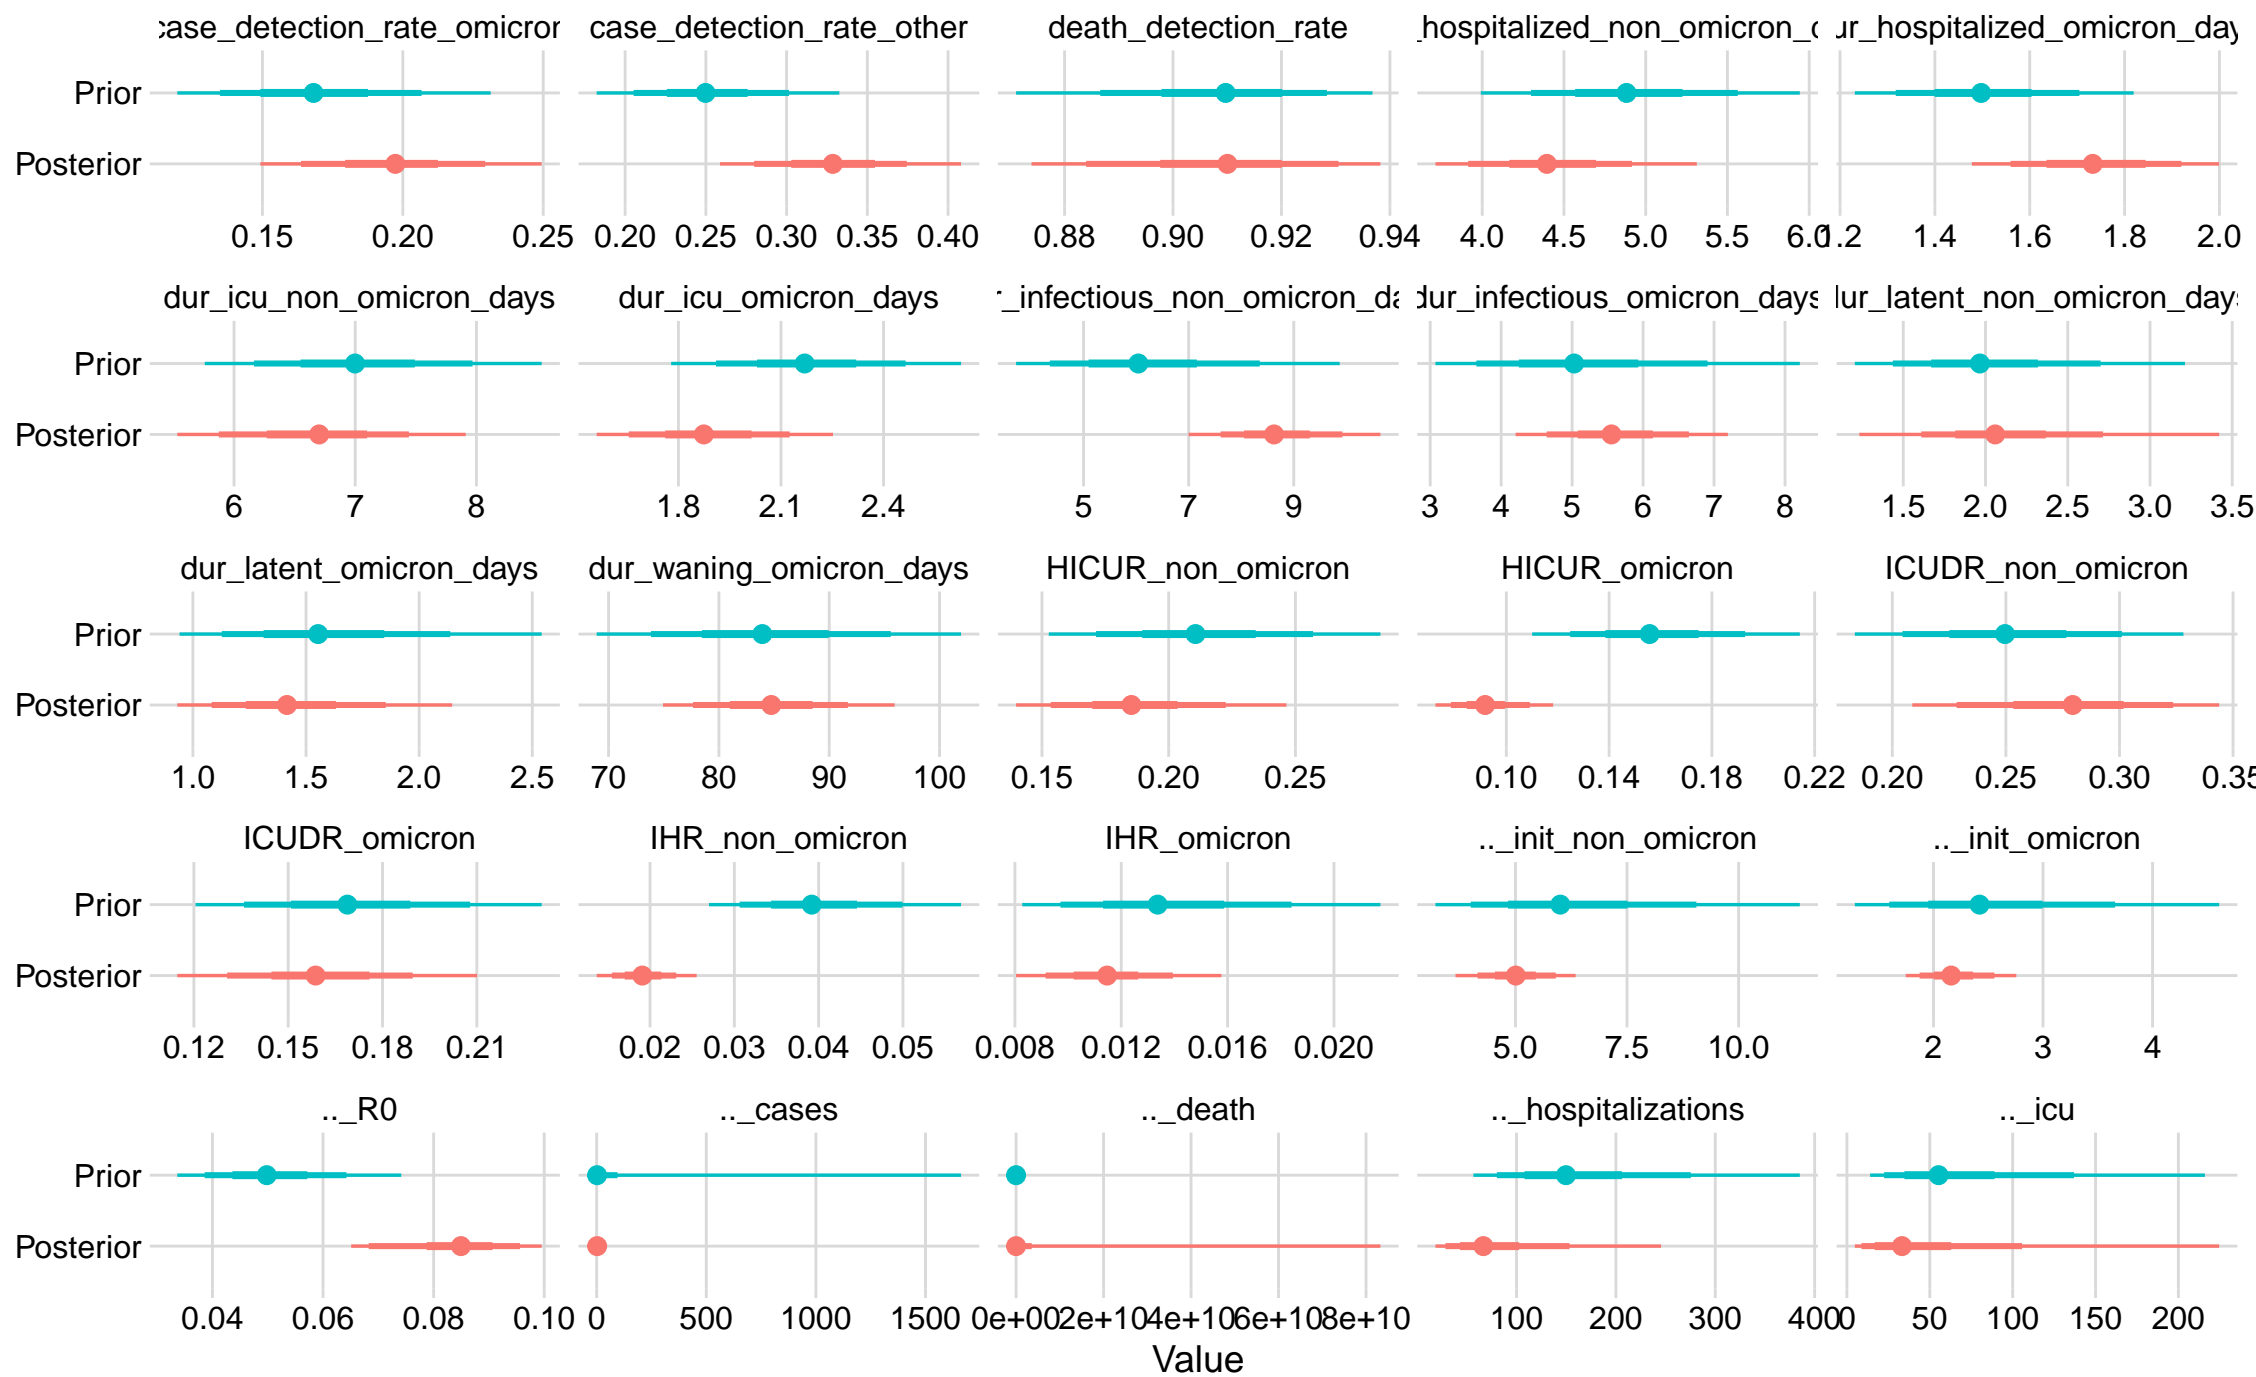 case_detection_rate_omicron case_detection_rate_other death_detection_rate _hospitalized_non_omicron_ ur_hospitalized_omicron_day
Prior
Posterior
0.15 0.20 0.25 0.20 0.25 0.30 0.35 0.40 0.88 0.90 0.92 0.94 4.0 4.5 5.0 5.5 6.0 1.2 1.4 1.6 1.8 2.0
dur_icu_non_omicron_days dur_icu_omicron_days r_infectious_non_omicron_da dur_infectious_omicron_days dur_latent_non_omicron_days
Prior
Posterior
6 7 8 1.8 2.1 2.4 5 7 9 3 4 5 6 7 8 1.5 2.0 2.5 3.0 3.5
dur_latent_omicron_days dur_waning_omicron_days HICUR_non_omicron HICUR_omicron ICUDR_non_omicron
Prior
Posterior
1.0 1.5 2.0 2.5 70 80 90 100 0.15 0.20 0.25 0.10 0.14 0.18 0.22 0.20 0.25 0.30 0.35
ICUDR_omicron IHR_non_omicron IHR_omicron .._init_non_omicron .._init_omicron
Prior
Posterior
0.12 0.15 0.18 0.21 0.02 0.03 0.04 0.05 0.008 0.012 0.016 0.020 5.0 7.5 10.0 2 3 4
.._R0 .._cases .._death .._hospitalizations .._icu
Prior
Posterior
0.04 0.06 0.08 0.10 0 500 1000 1500 0e+00 2e+10 4e+10 6e+10 8e+10 100 200 300 400 0 50 100 150 200
Value